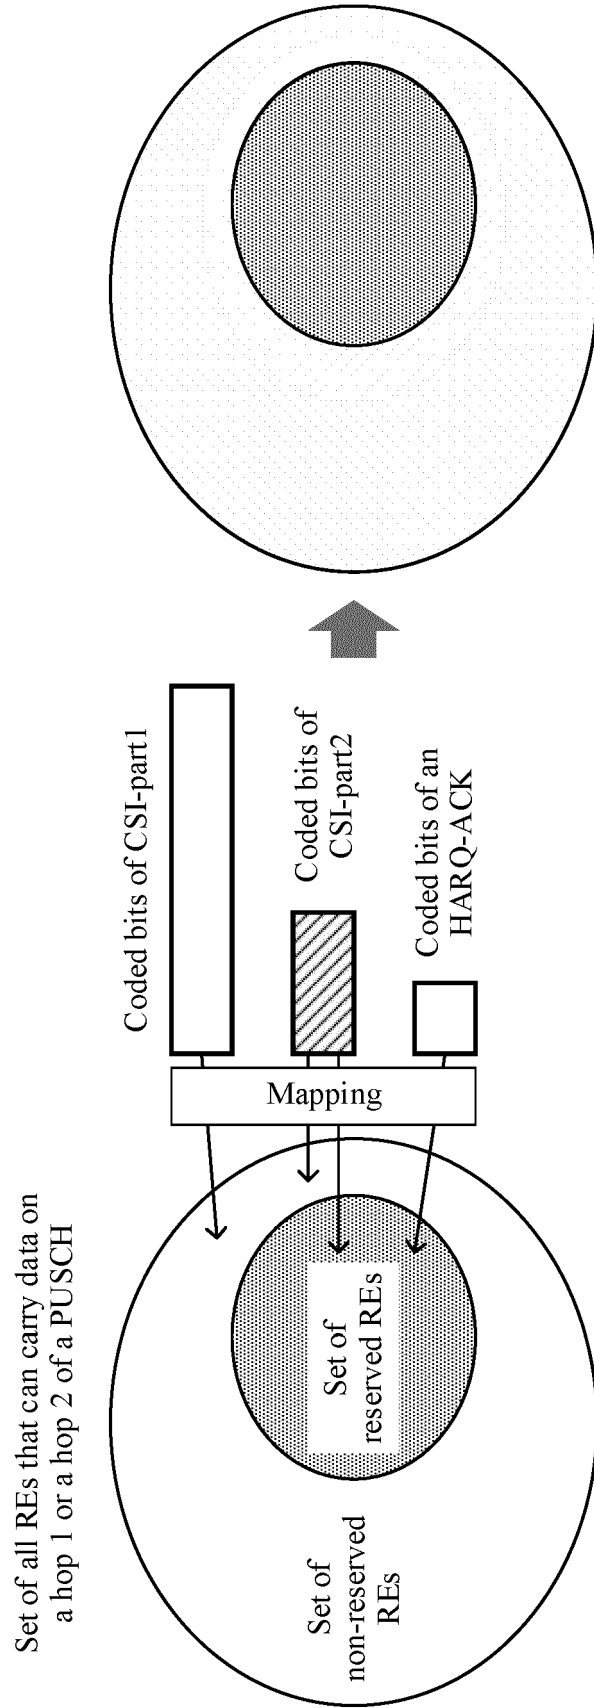 Set of all REs that can carry data on
a hop 1 or a hop 2 of a PUSCH
Set of
non-reserved
REs
Set of
reserved REs
Mapping
Coded bits of CSI-part1
Coded bits of
CSI-part2
Coded bits of an
HARQ-ACK